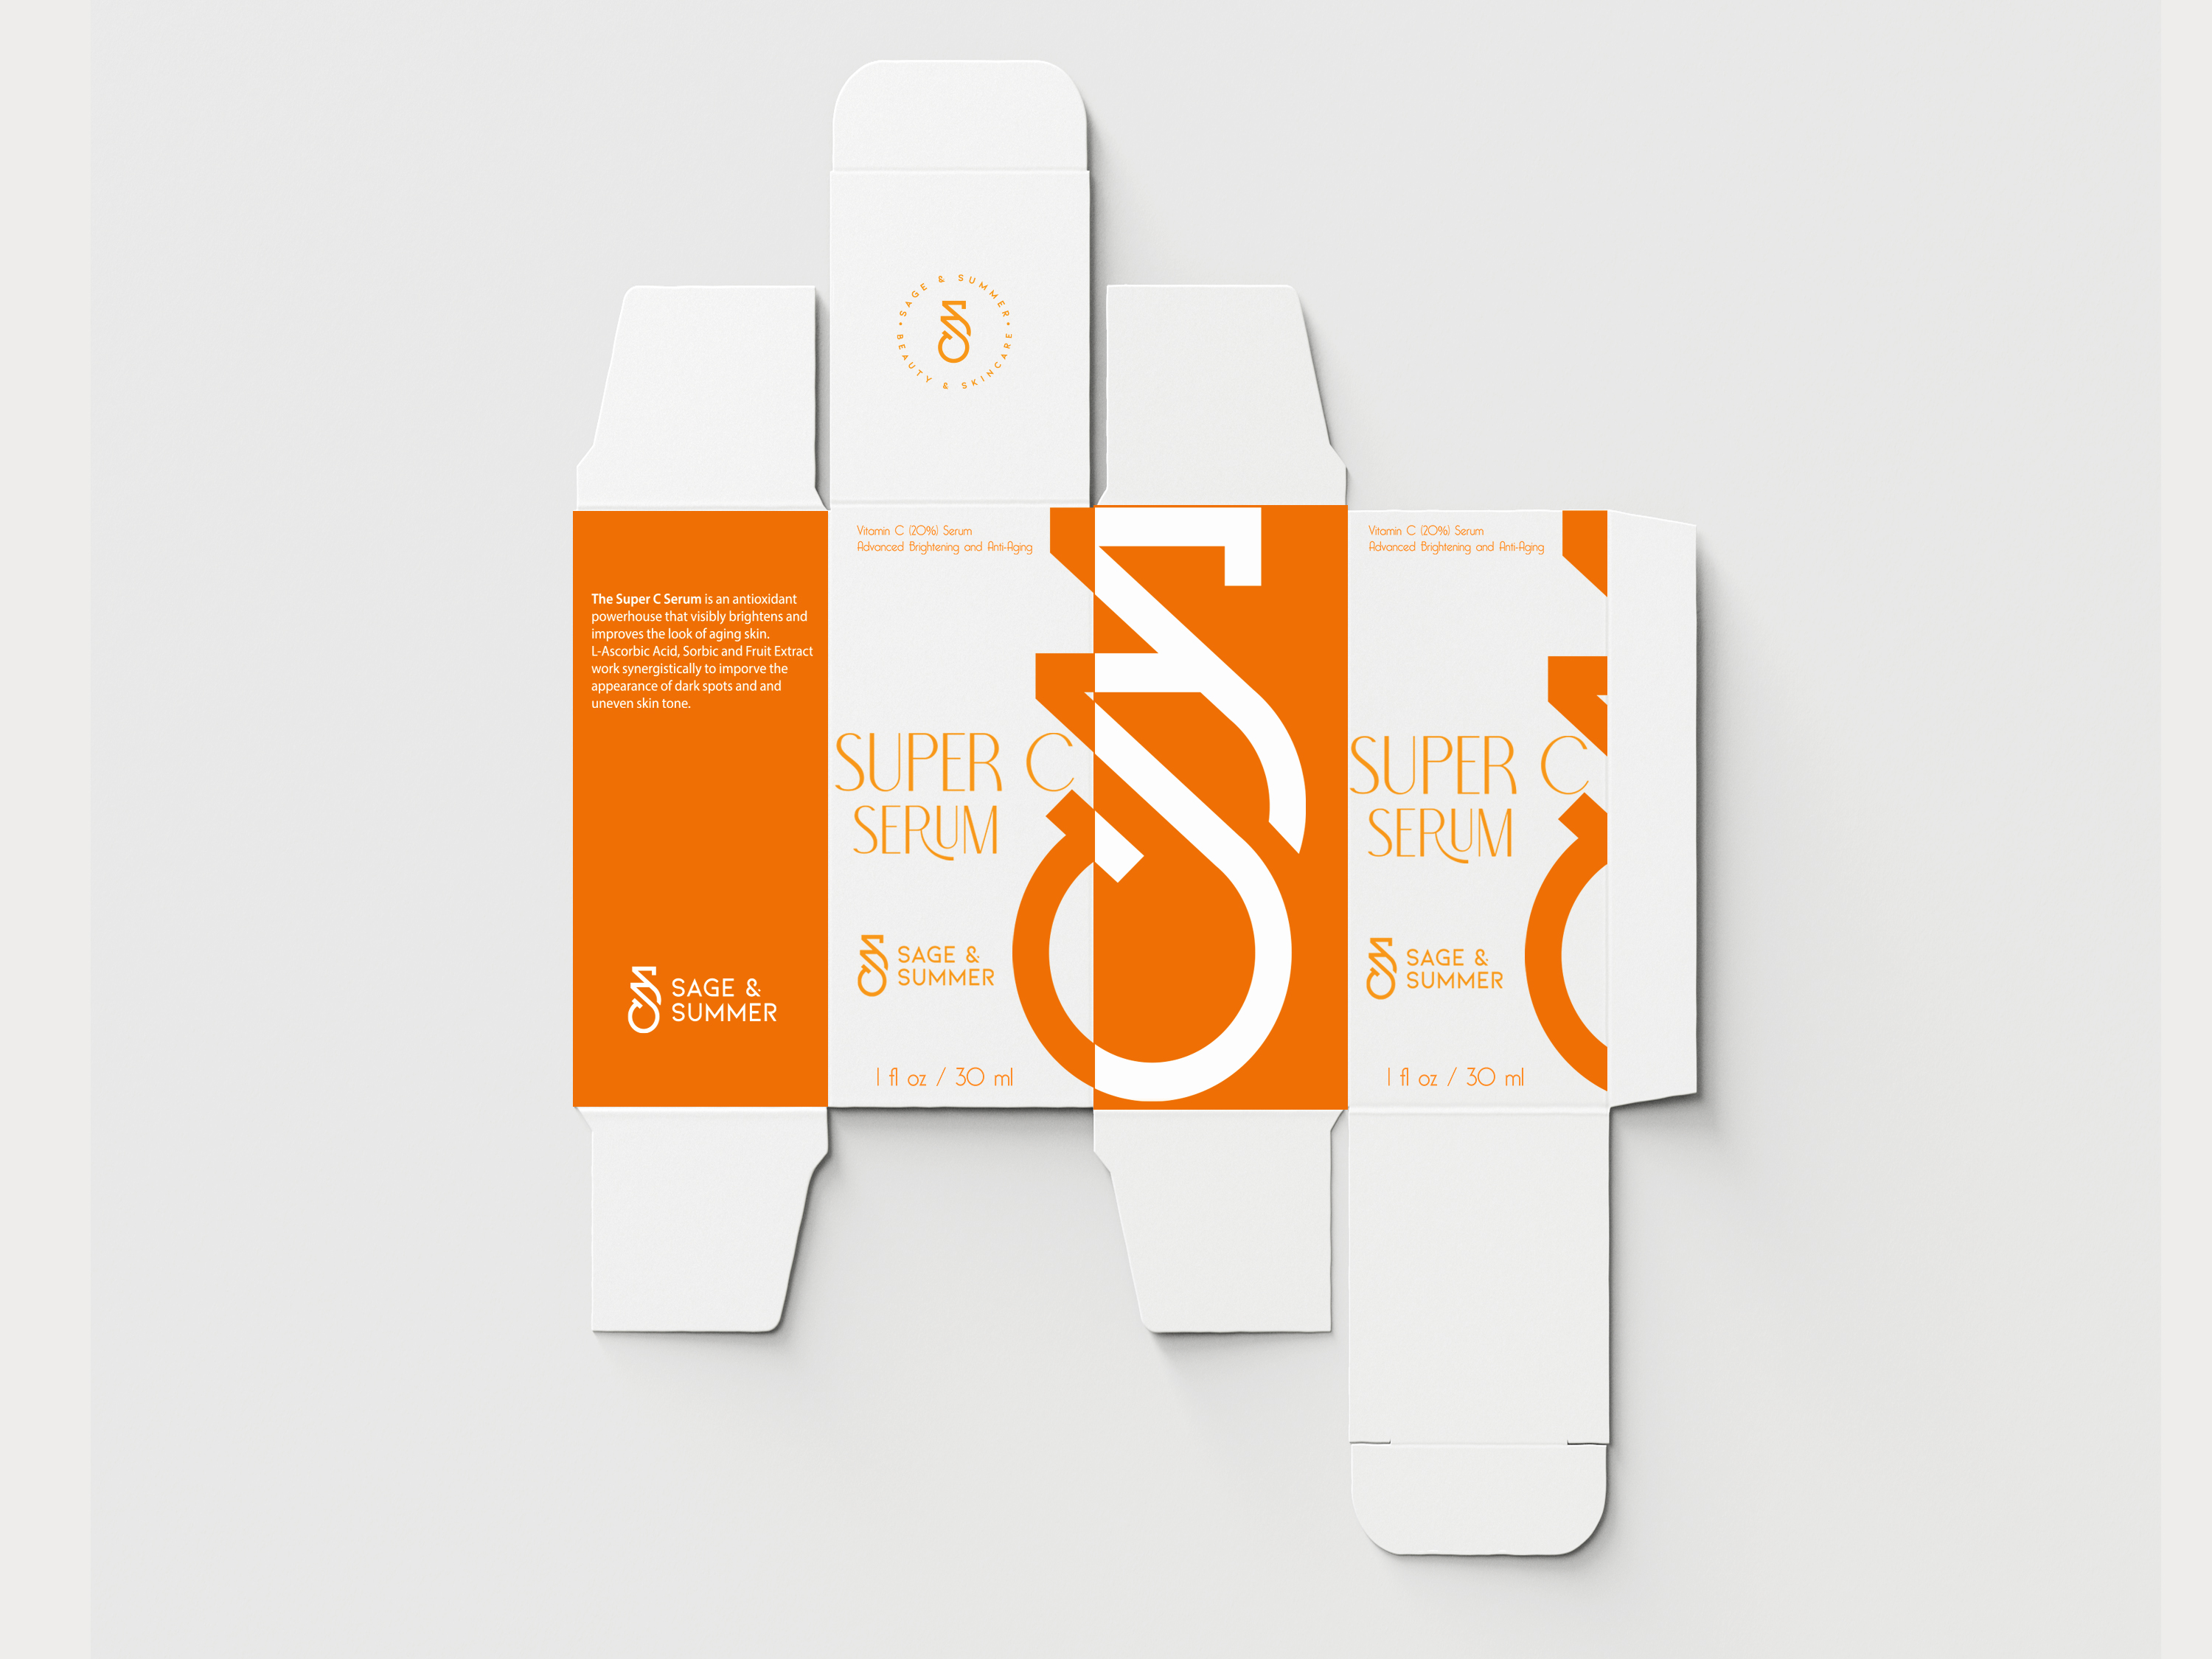 SAGE & SUMMER
BEAUTY & SKINCARE
The Super C Serum is an antioxidant
powerhouse that visibly brightens and
improves the look of aging skin.
L-Ascorbic Acid, Sorbic and Fruit Extract
work synergistically to imporve the
appearance of dark spots and and
uneven skin tone.
SAGE &
SUMMER
Vitamin C (20%) Serum
Advanced Brightening and Anti-Aging
SUPER C
SERUM
SAGE &
SUMMER
1 fl oz / 30 ml
Vitamin C (20%) Serum
Advanced Brightening and Anti-Aging
SUPER C
SERUM
SAGE &
SUMMER
1 fl oz / 30 ml